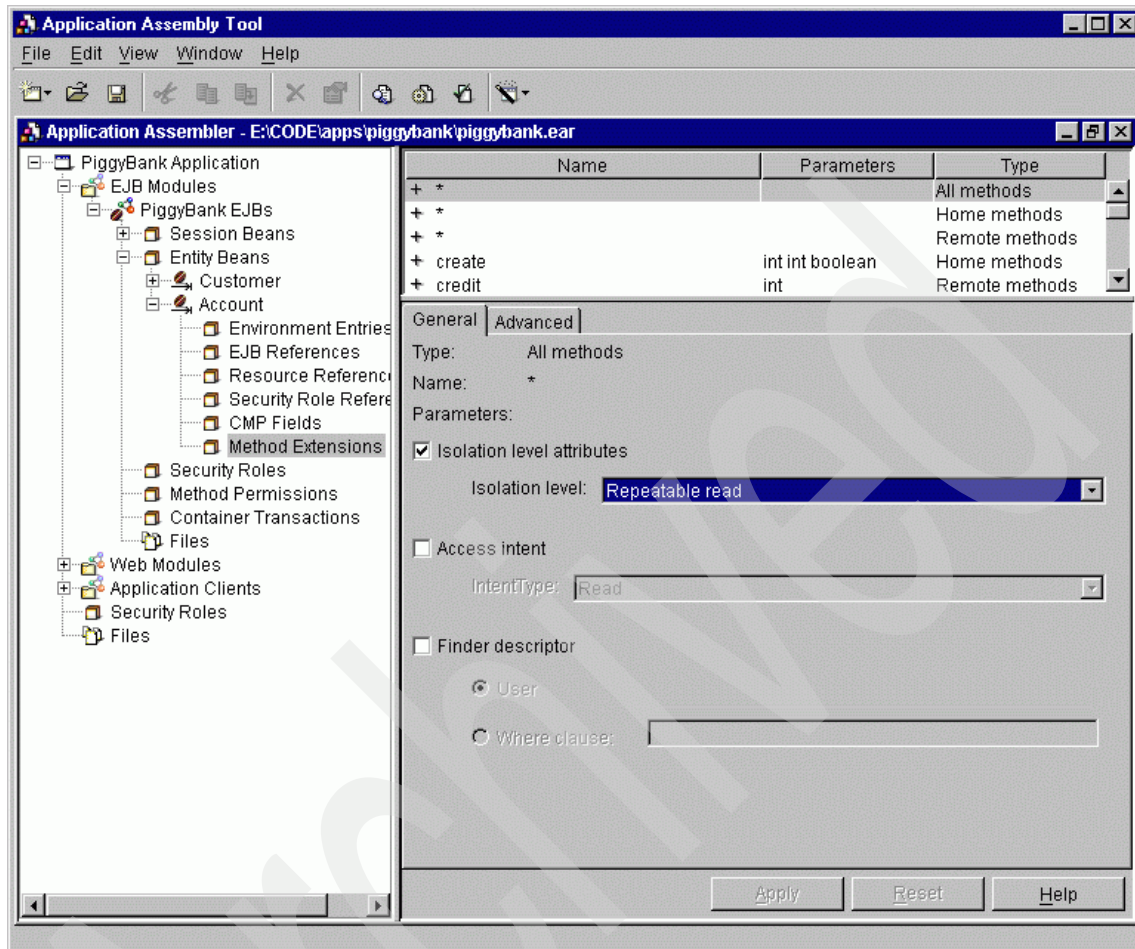 Application Assembly Tool
File Edit View Window Help
Application Assembler - E:\CODE\apps\piggybank\piggybank.ear
PiggyBank Application
EJB Modules
PiggyBank EJBs
Session Beans
Entity Beans
Customer
Account
Environment Entries
EJB References
Resource Referenc
Security Role Refere
CMP Fields
Method Extensions
Security Roles
Method Permissions
Container Transactions
Files
Web Modules
Application Clients
Security Roles
Files
Name Parameters Type
+ * All methods
+ * Home methods
+ * Remote methods
+ create int int boolean Home methods
+ credit int Remote methods
General Advanced
Type: All methods
Name: *
Parameters:
Isolation level attributes
Isolation level: Repeatable read
Access intent
IntentType: Read
Finder descriptor
User
Where clause:
Apply Reset Help